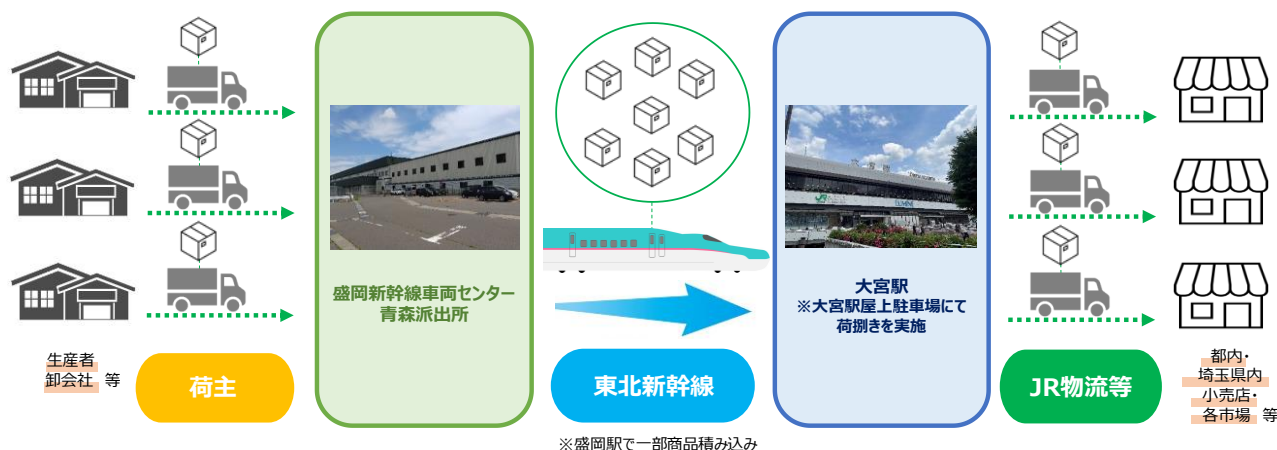 生産者
卸会社 等
荷主
盛岡新幹線車両センター
青森派出所
東北新幹線
※盛岡駅で一部商品積み込み
大宮駅
※大宮駅屋上駐車場にて
荷捌きを実施
JR物流等
都内・
埼玉県内
小売店・
各市場 等